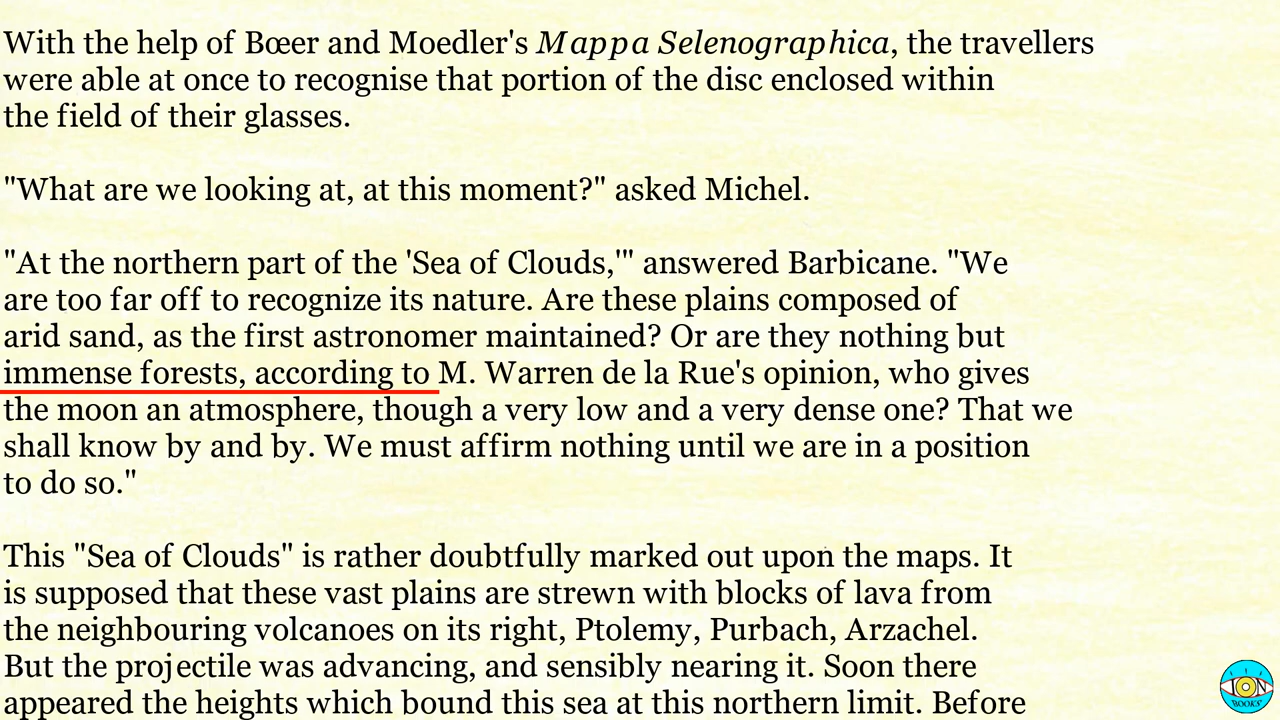 With the help of Bœer and Moedler's Mappa Selenographica, the travellers
were able at once to recognise that portion of the disc enclosed within
the field of their glasses.
"What are we looking at, at this moment?" asked Michel.
"At the northern part of the 'Sea of Clouds,'" answered Barbicane. "We
are too far off to recognize its nature. Are these plains composed of
arid sand, as the first astronomer maintained? Or are they nothing but
immense forests, according to M. Warren de la Rue's opinion, who gives
the moon an atmosphere, though a very low and a very dense one? That we
shall know by and by. We must affirm nothing until we are in a position
to do so."
This "Sea of Clouds" is rather doubtfully marked out upon the maps. It
is supposed that these vast plains are strewn with blocks of lava from
the neighbouring volcanoes on its right, Ptolemy, Purbach, Arzachel.
But the projectile was advancing, and sensibly nearing it. Soon there
appeared the heights which bound this sea at this northern limit. Before
ION
BOOKS